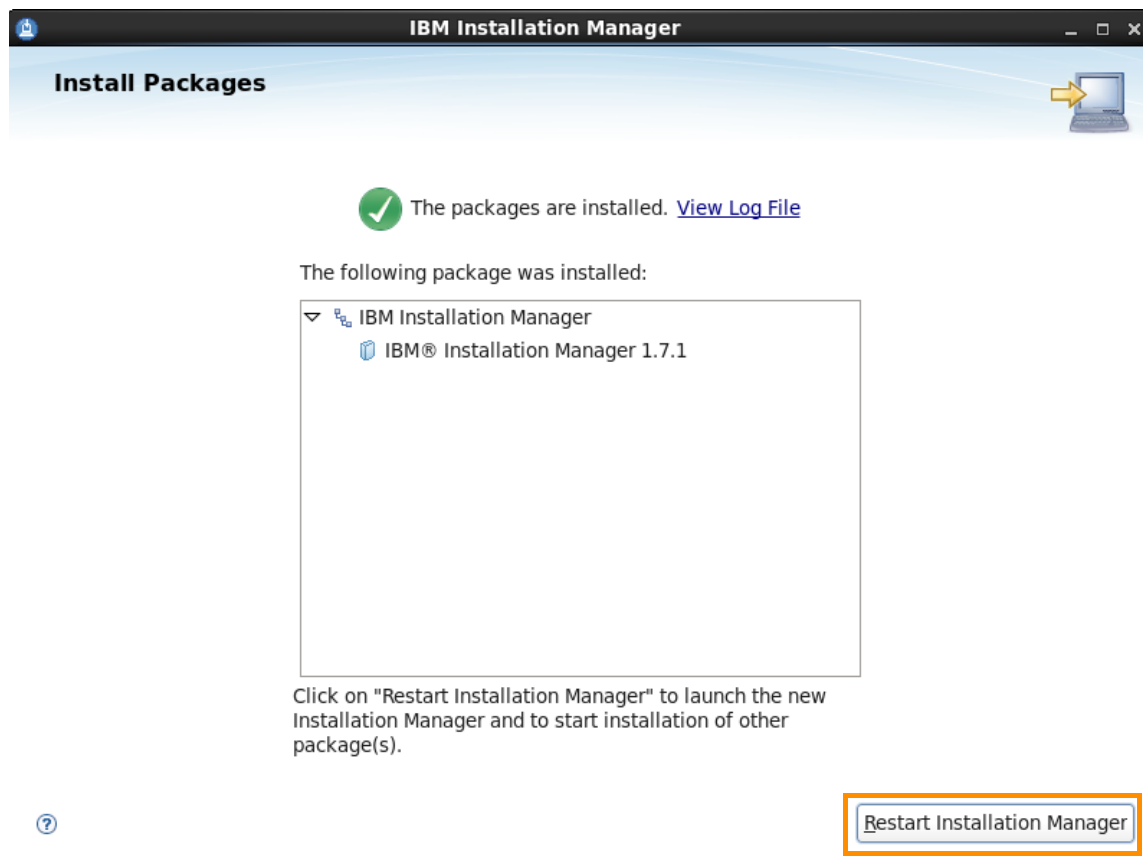 IBM Installation Manager
Install Packages
The packages are installed. View Log File
The following package was installed:
IBM Installation Manager
IBM® Installation Manager 1.7.1
Click on "Restart Installation Manager" to launch the new
Installation Manager and to start installation of other
package(s).
?
Restart Installation Manager